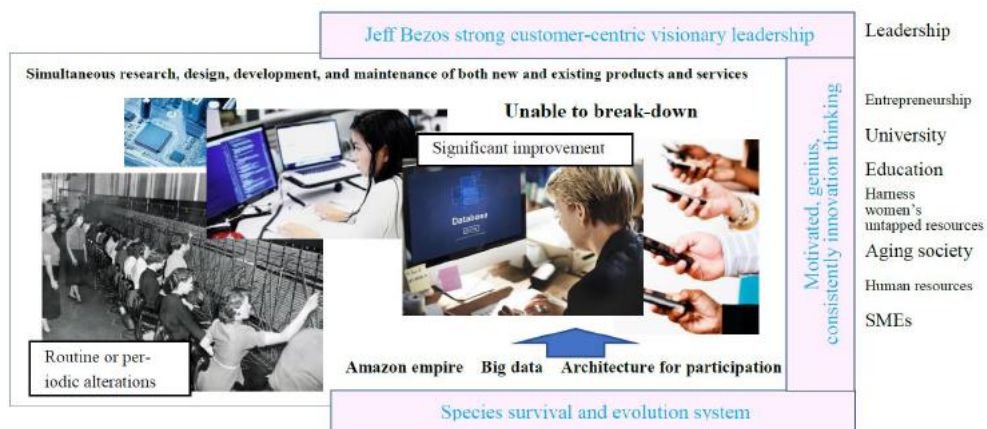 Jeff Bezos strong customer-centric visionary leadership
Simultaneous research, design, development, and maintenance of both new and existing products and services
Unable to break-down
Significant improvement
Database
Routine or per-
iodic alterations
Amazon empire
Big data
Architecture for participation
Species survival and evolution system
Motivated, genius,
consistently innovation thinking
Leadership
Entrepreneurship
University
Education
Harness
women's
untapped resources
Aging society
Human resources
SMEs